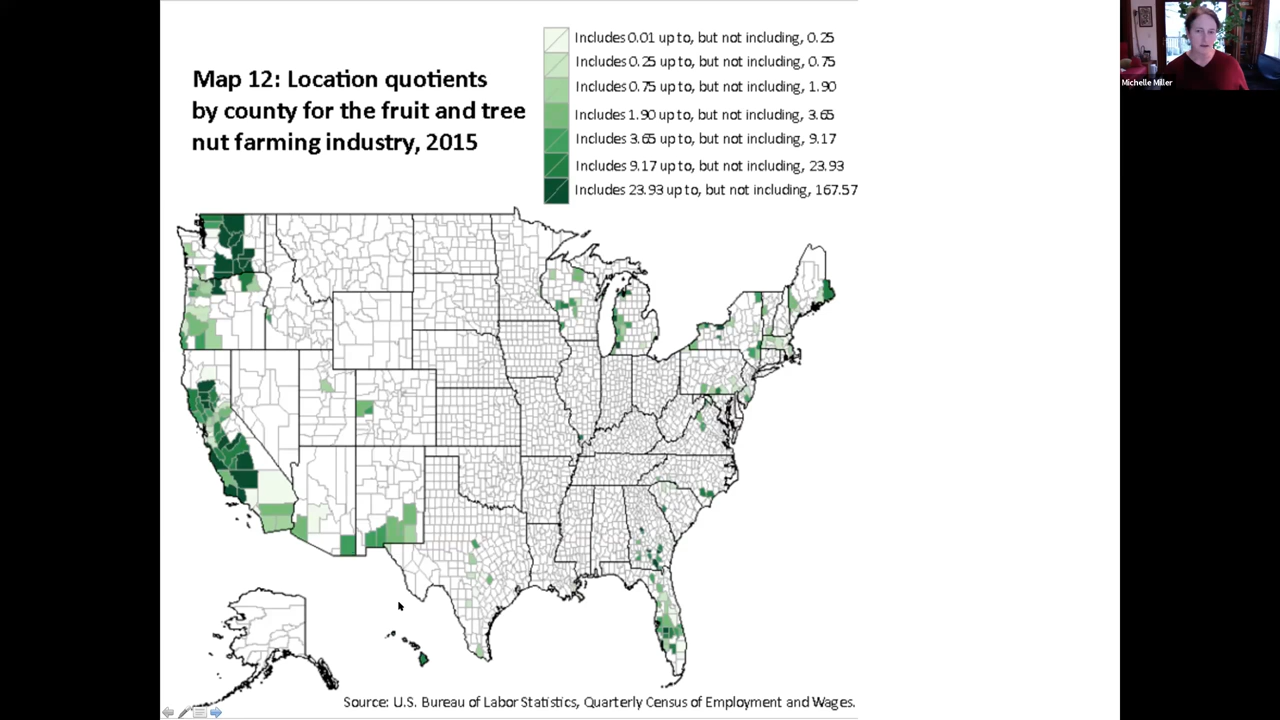 Includes 0.01 up to, but not including, 0.25
Includes 0.25 up to, but not including, 0.75
Includes 0.75 up to, but not including, 1.90
Includes 1.90 up to, but not including, 3.65
Includes 3.65 up to, but not including, 9.17
Includes 9.17 up to, but not including, 23.93
Includes 23.93 up to, but not including, 167.57
Map 12: Location quotients
by county for the fruit and tree
nut farming industry, 2015
Michelle Miller
Source: U.S. Bureau of Labor Statistics, Quarterly Census of Employment and Wages.